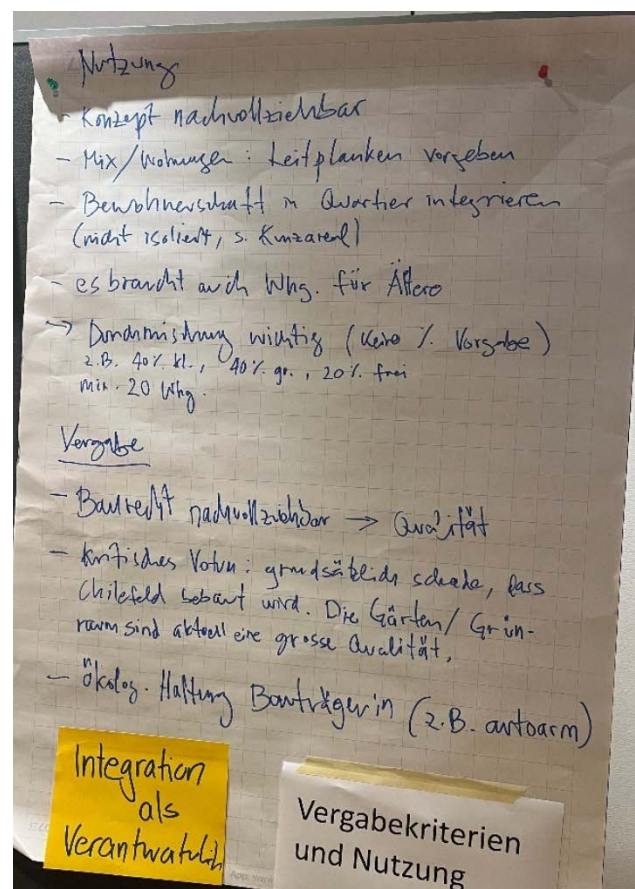 Nutzung
- Konzept nachvollziehbar
- Mix/Wohnungen: Leitplanken vorgeben
- Bewohnerschaft in Quartier integrieren
(nicht isoliert, s. Kunzareal)
- es braucht auch Whg. für Ältere
→ Durchmischung wichtig (keine % Vorgabe)
z.B. 40% kl., 40% gr., 20% frei
min. 20 Whg.
Vergabe
- Baurecht nachvollziehbar → Qualität
- Kritisches Votum: grundsätzlich schade, dass
Chilefeld bebaut wird. Die Gärten/Grün-
raum sind aktuell eine grosse Qualität.
- Ökolog. Haltung Bauträgerin (z.B. autoarm)
Integration
als
Vergabekriterien
und Nutzung